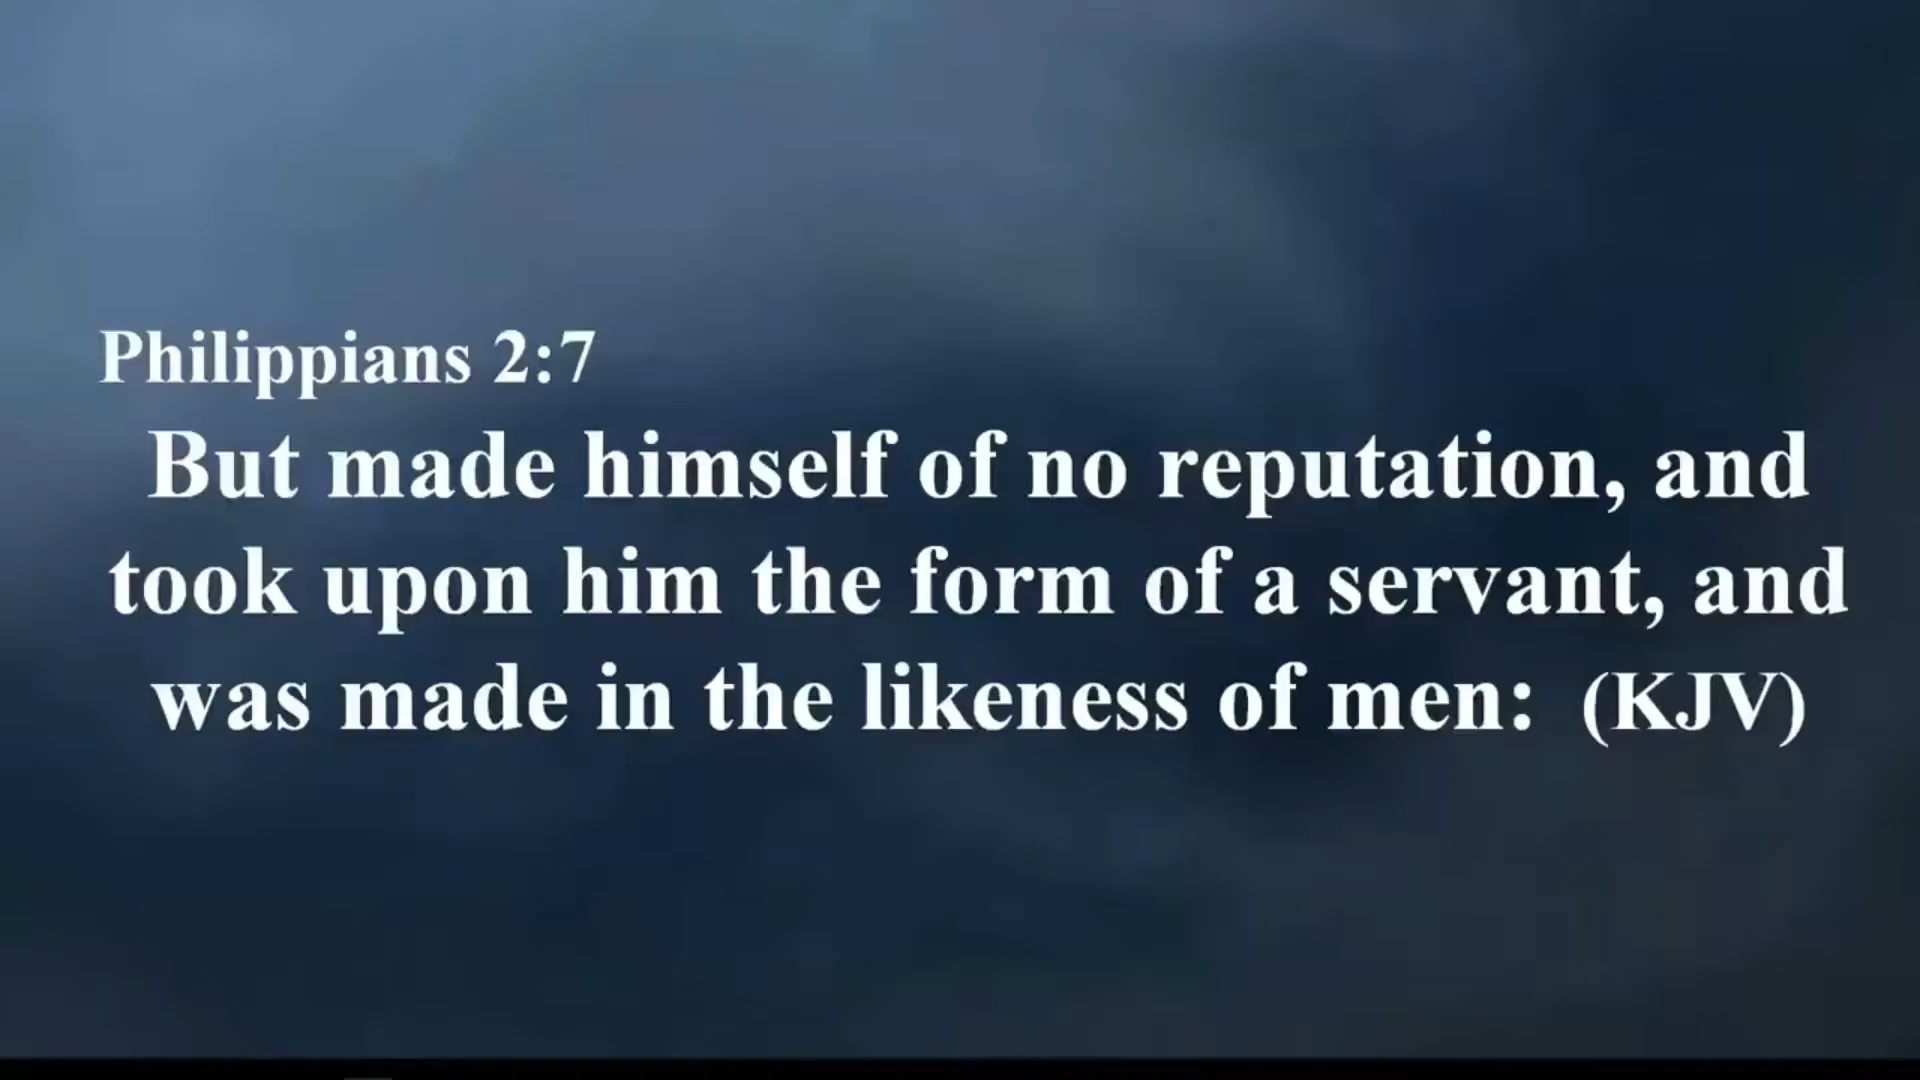 Philippians 2:7
But made himself of no reputation, and
took upon him the form of a servant, and
was made in the likeness of men: (KJV)